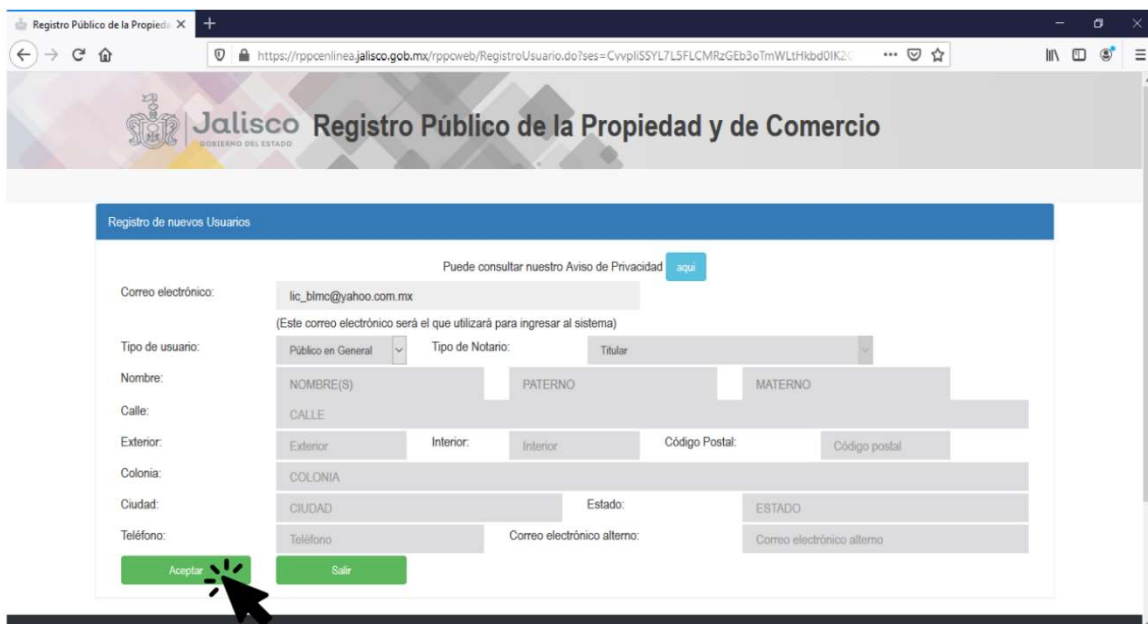 Registro Público de la Propieda
https://rppcenlinea.jalisco.gob.mx/rppcweb/RegistroUsuario.do?ses=
Jalisco
GOBIERNO DEL ESTADO
Registro Público de la Propiedad y de Comercio
Registro de nuevos Usuarios
Puede consultar nuestro Aviso de Privacidad aqui
Correo electrónico: lic_blmc@yahoo.com.mx
(Este correo electrónico será el que utilizará para ingresar al sistema)
Tipo de usuario: Público en General Tipo de Notario: Titular
Nombre: NOMBRE(S) PATERNO MATERNO
Calle: CALLE
Exterior: Exterior Interior: Interior Código Postal: Código postal
Colonia: COLONIA
Ciudad: CIUDAD Estado: ESTADO
Teléfono: Teléfono Correo electrónico alterno: Correo electrónico alterno
Aceptar Salir